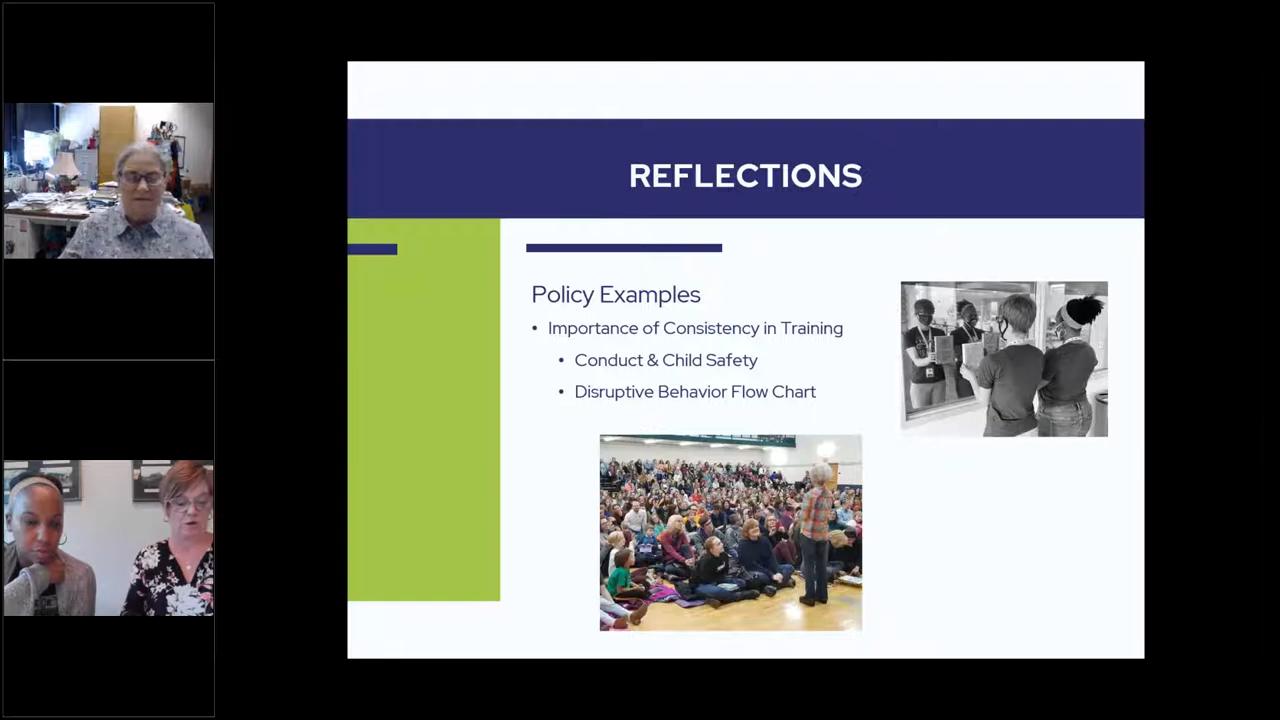 REFLECTIONS
Policy Examples
• Importance of Consistency in Training
• Conduct & Child Safety
• Disruptive Behavior Flow Chart